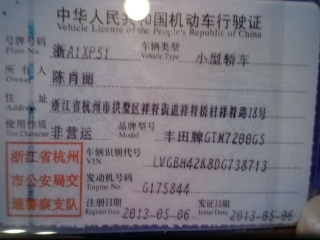 中华人民共和国机动车行驶证
Vehicle License of the People's Republic of China
号牌号码 浙A1XP51 车辆类型 小型轿车
Plate No. Vehicle Type
所有人 陈肖丽
Owner
住址 浙江省杭州市拱墅区祥符街道祥符桥村祥符路18号
Address
使用性质 非营运 品牌型号 丰田牌GTM7200GS
Use Character Model
浙江省杭州 车辆识别代号 LVGBH42K8DG738713
VIN
市公安局交 发动机号码 G175844
Engine No.
通警察支队 注册日期 2013-05-06 发证日期 2013-05-06
Register Date Issue Date